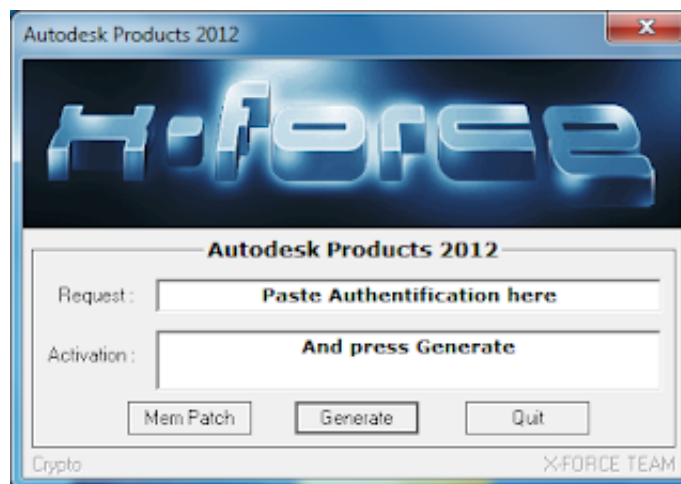 Autodesk Products 2012
x-force
Autodesk Products 2012
Request :
Paste Authentification here
Activation :
And press Generate
Mem Patch
Generate
Quit
Crypto
X-FORCE TEAM